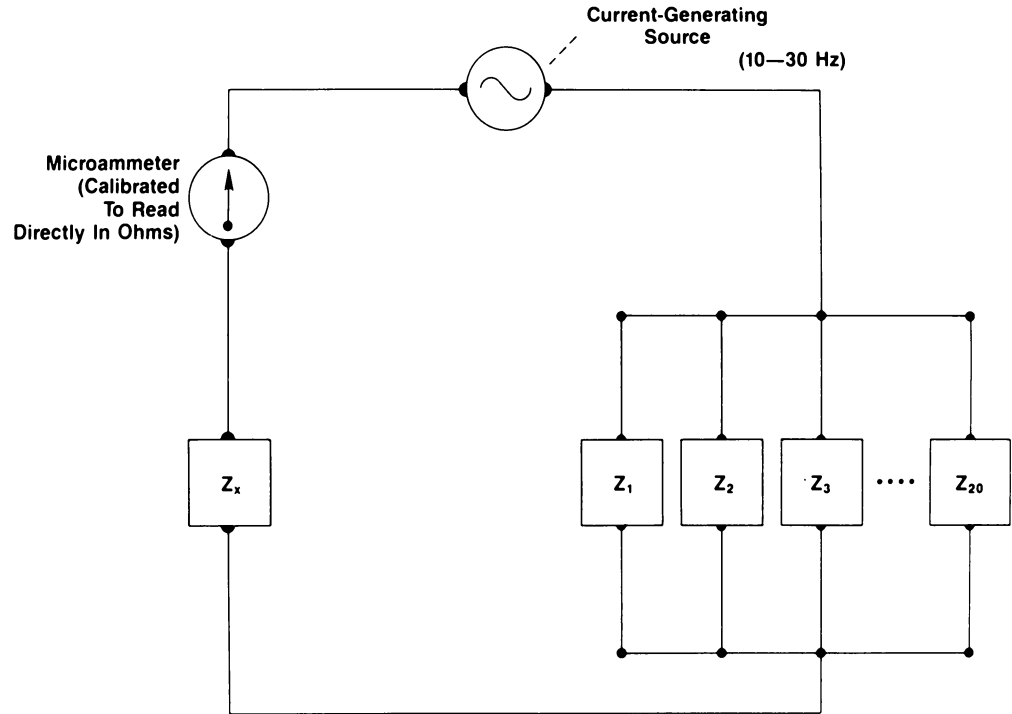 Current-Generating
Source
(10—30 Hz)
Microammeter
(Calibrated
To Read
Directly In Ohms)
Zx
Z1
Z2
Z3
....
Z20